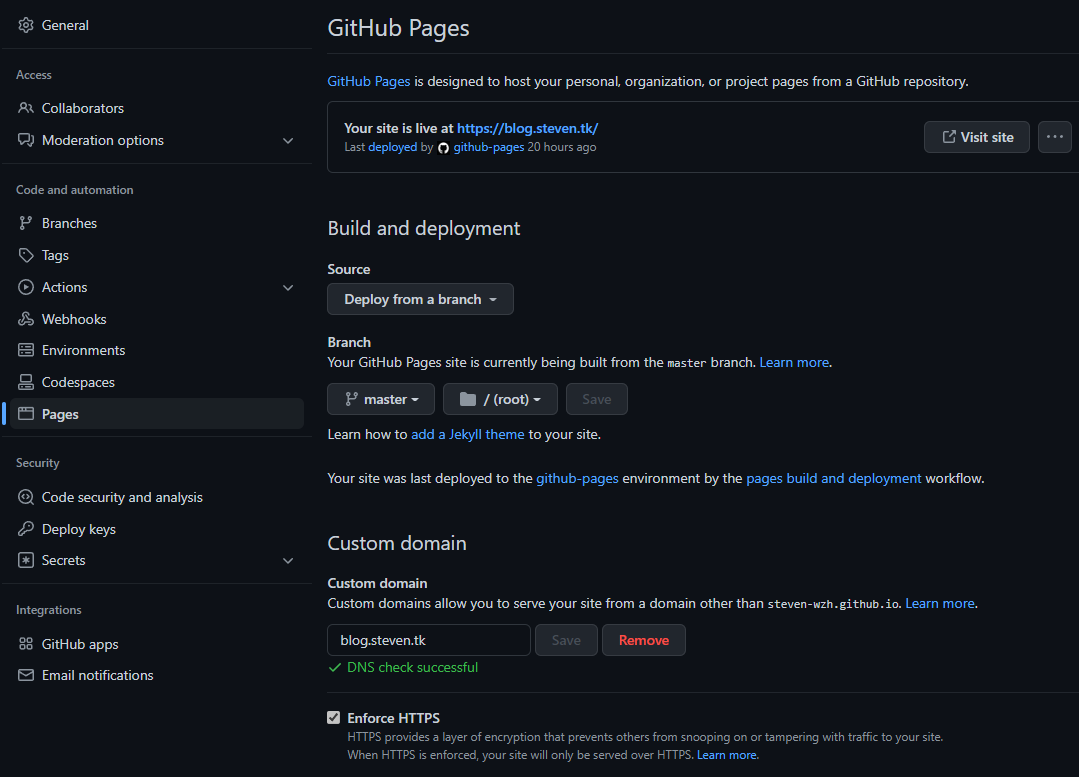 General
Access
Collaborators
Moderation options
Code and automation
Branches
Tags
Actions
Webhooks
Environments
Codespaces
Pages
Security
Code security and analysis
Deploy keys
Secrets
Integrations
GitHub apps
Email notifications
GitHub Pages
GitHub Pages is designed to host your personal, organization, or project pages from a GitHub repository.
Your site is live at https://blog.steven.tk/
Last deployed by github-pages 20 hours ago
Visit site
Build and deployment
Source
Deploy from a branch
Branch
Your GitHub Pages site is currently being built from the master branch. Learn more.
master / (root) Save
Learn how to add a Jekyll theme to your site.
Your site was last deployed to the github-pages environment by the pages build and deployment workflow.
Custom domain
Custom domain
Custom domains allow you to serve your site from a domain other than steven-wzh.github.io. Learn more.
blog.steven.tk Save Remove
DNS check successful
Enforce HTTPS
HTTPS provides a layer of encryption that prevents others from snooping on or tampering with traffic to your site.
When HTTPS is enforced, your site will only be served over HTTPS. Learn more.